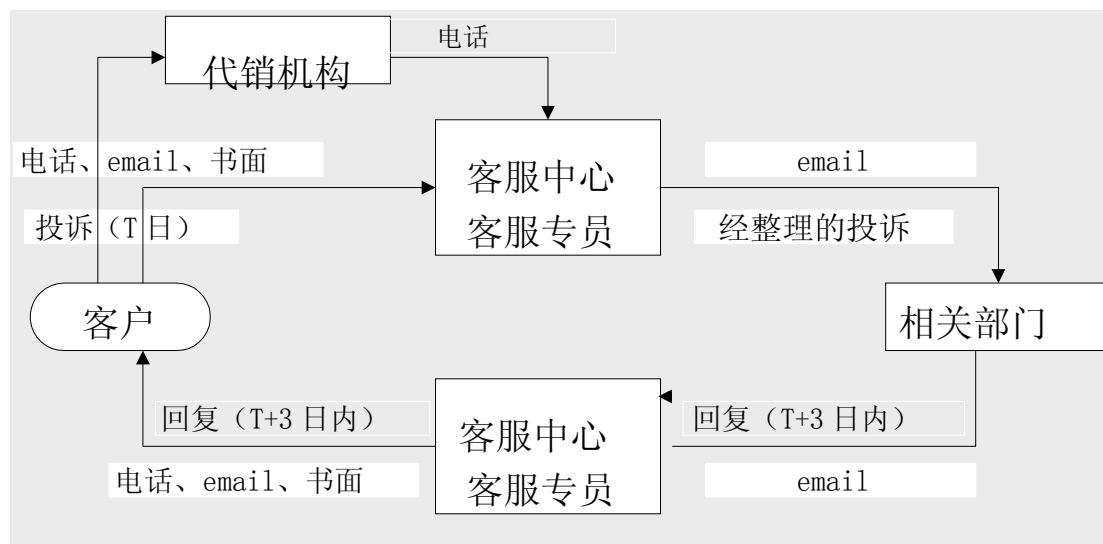 电话
代销机构
电话、email、书面
客服中心
客服专员
email
投诉（T日）
经整理的投诉
客户
相关部门
回复（T+3日内）
客服中心
客服专员
回复（T+3日内）
电话、email、书面
email